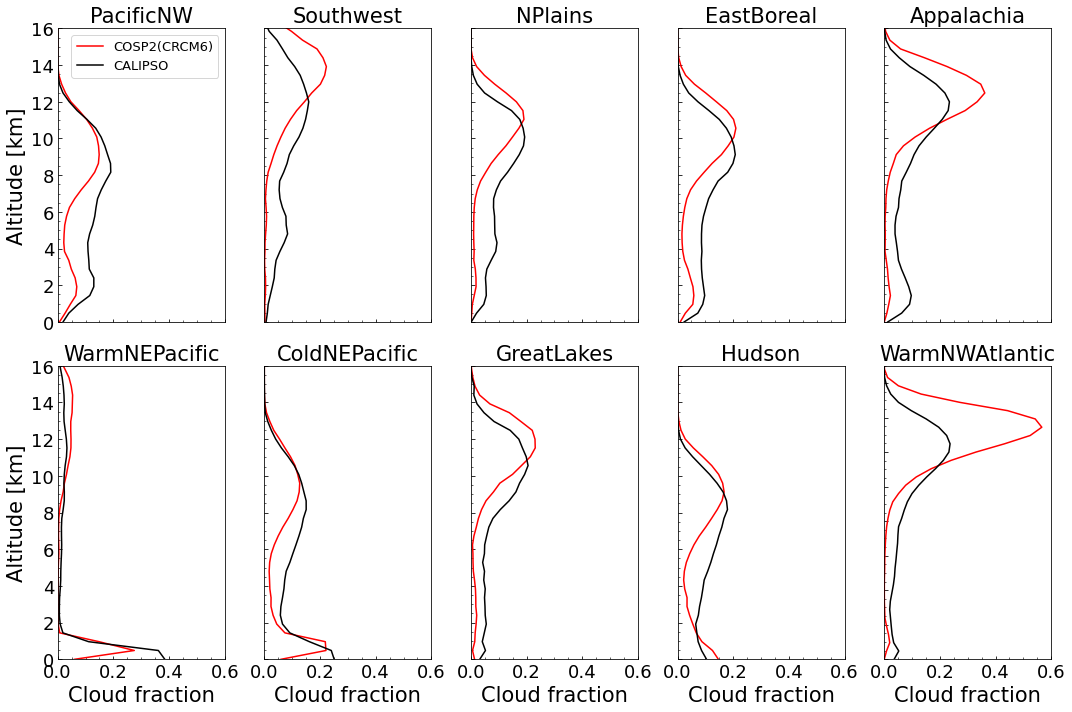 PacificNW Southwest NPlains EastBoreal Appalachia
16
14
12
10
8
6
4
2
0
Altitude [km]
COSP2(CRCM6)
CALIPSO
WarmNEPacific ColdNEPacific GreatLakes Hudson WarmNWAtlantic
16
14
12
10
8
6
4
2
0
Altitude [km]
0.0 0.2 0.4 0.6 0.0 0.2 0.4 0.6 0.0 0.2 0.4 0.6 0.0 0.2 0.4 0.6 0.0 0.2 0.4 0.6
Cloud fraction Cloud fraction Cloud fraction Cloud fraction Cloud fraction